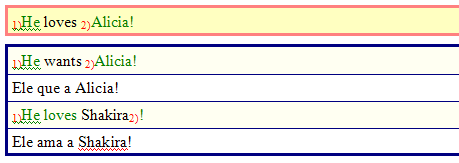 1)He loves 2)Alicia!
1)He wants 2)Alicia!
Ele que a Alicia!
1)He loves Shakira2)!
Ele ama a Shakira!